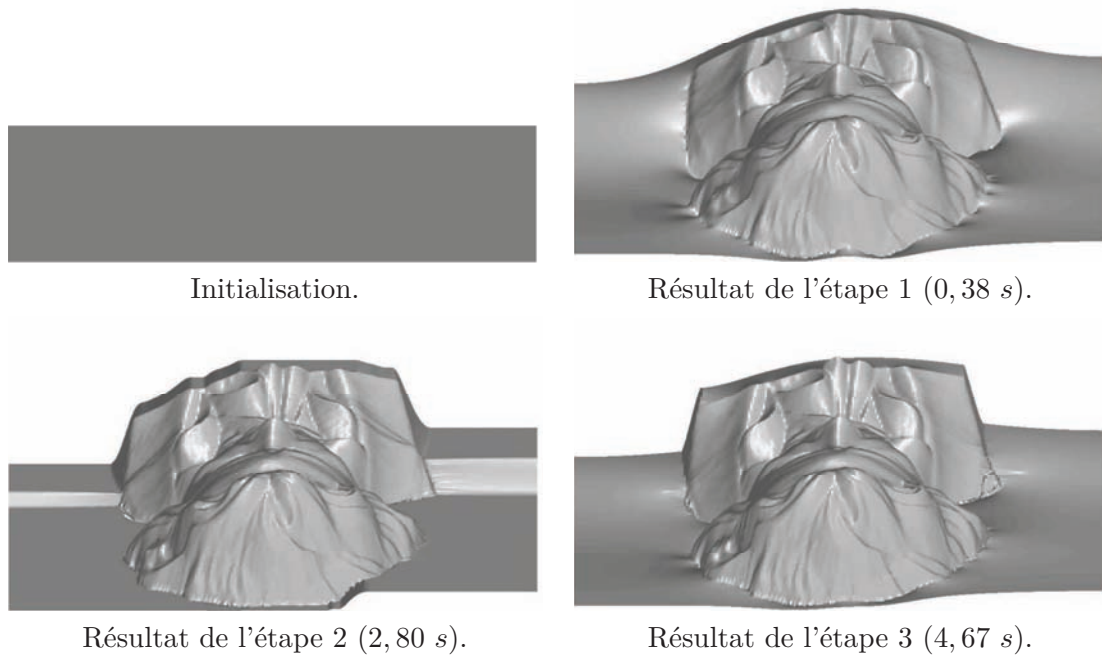 Initialisation.
Résultat de l'étape 1 (0, 38 s).
Résultat de l'étape 2 (2, 80 s).
Résultat de l'étape 3 (4, 67 s).